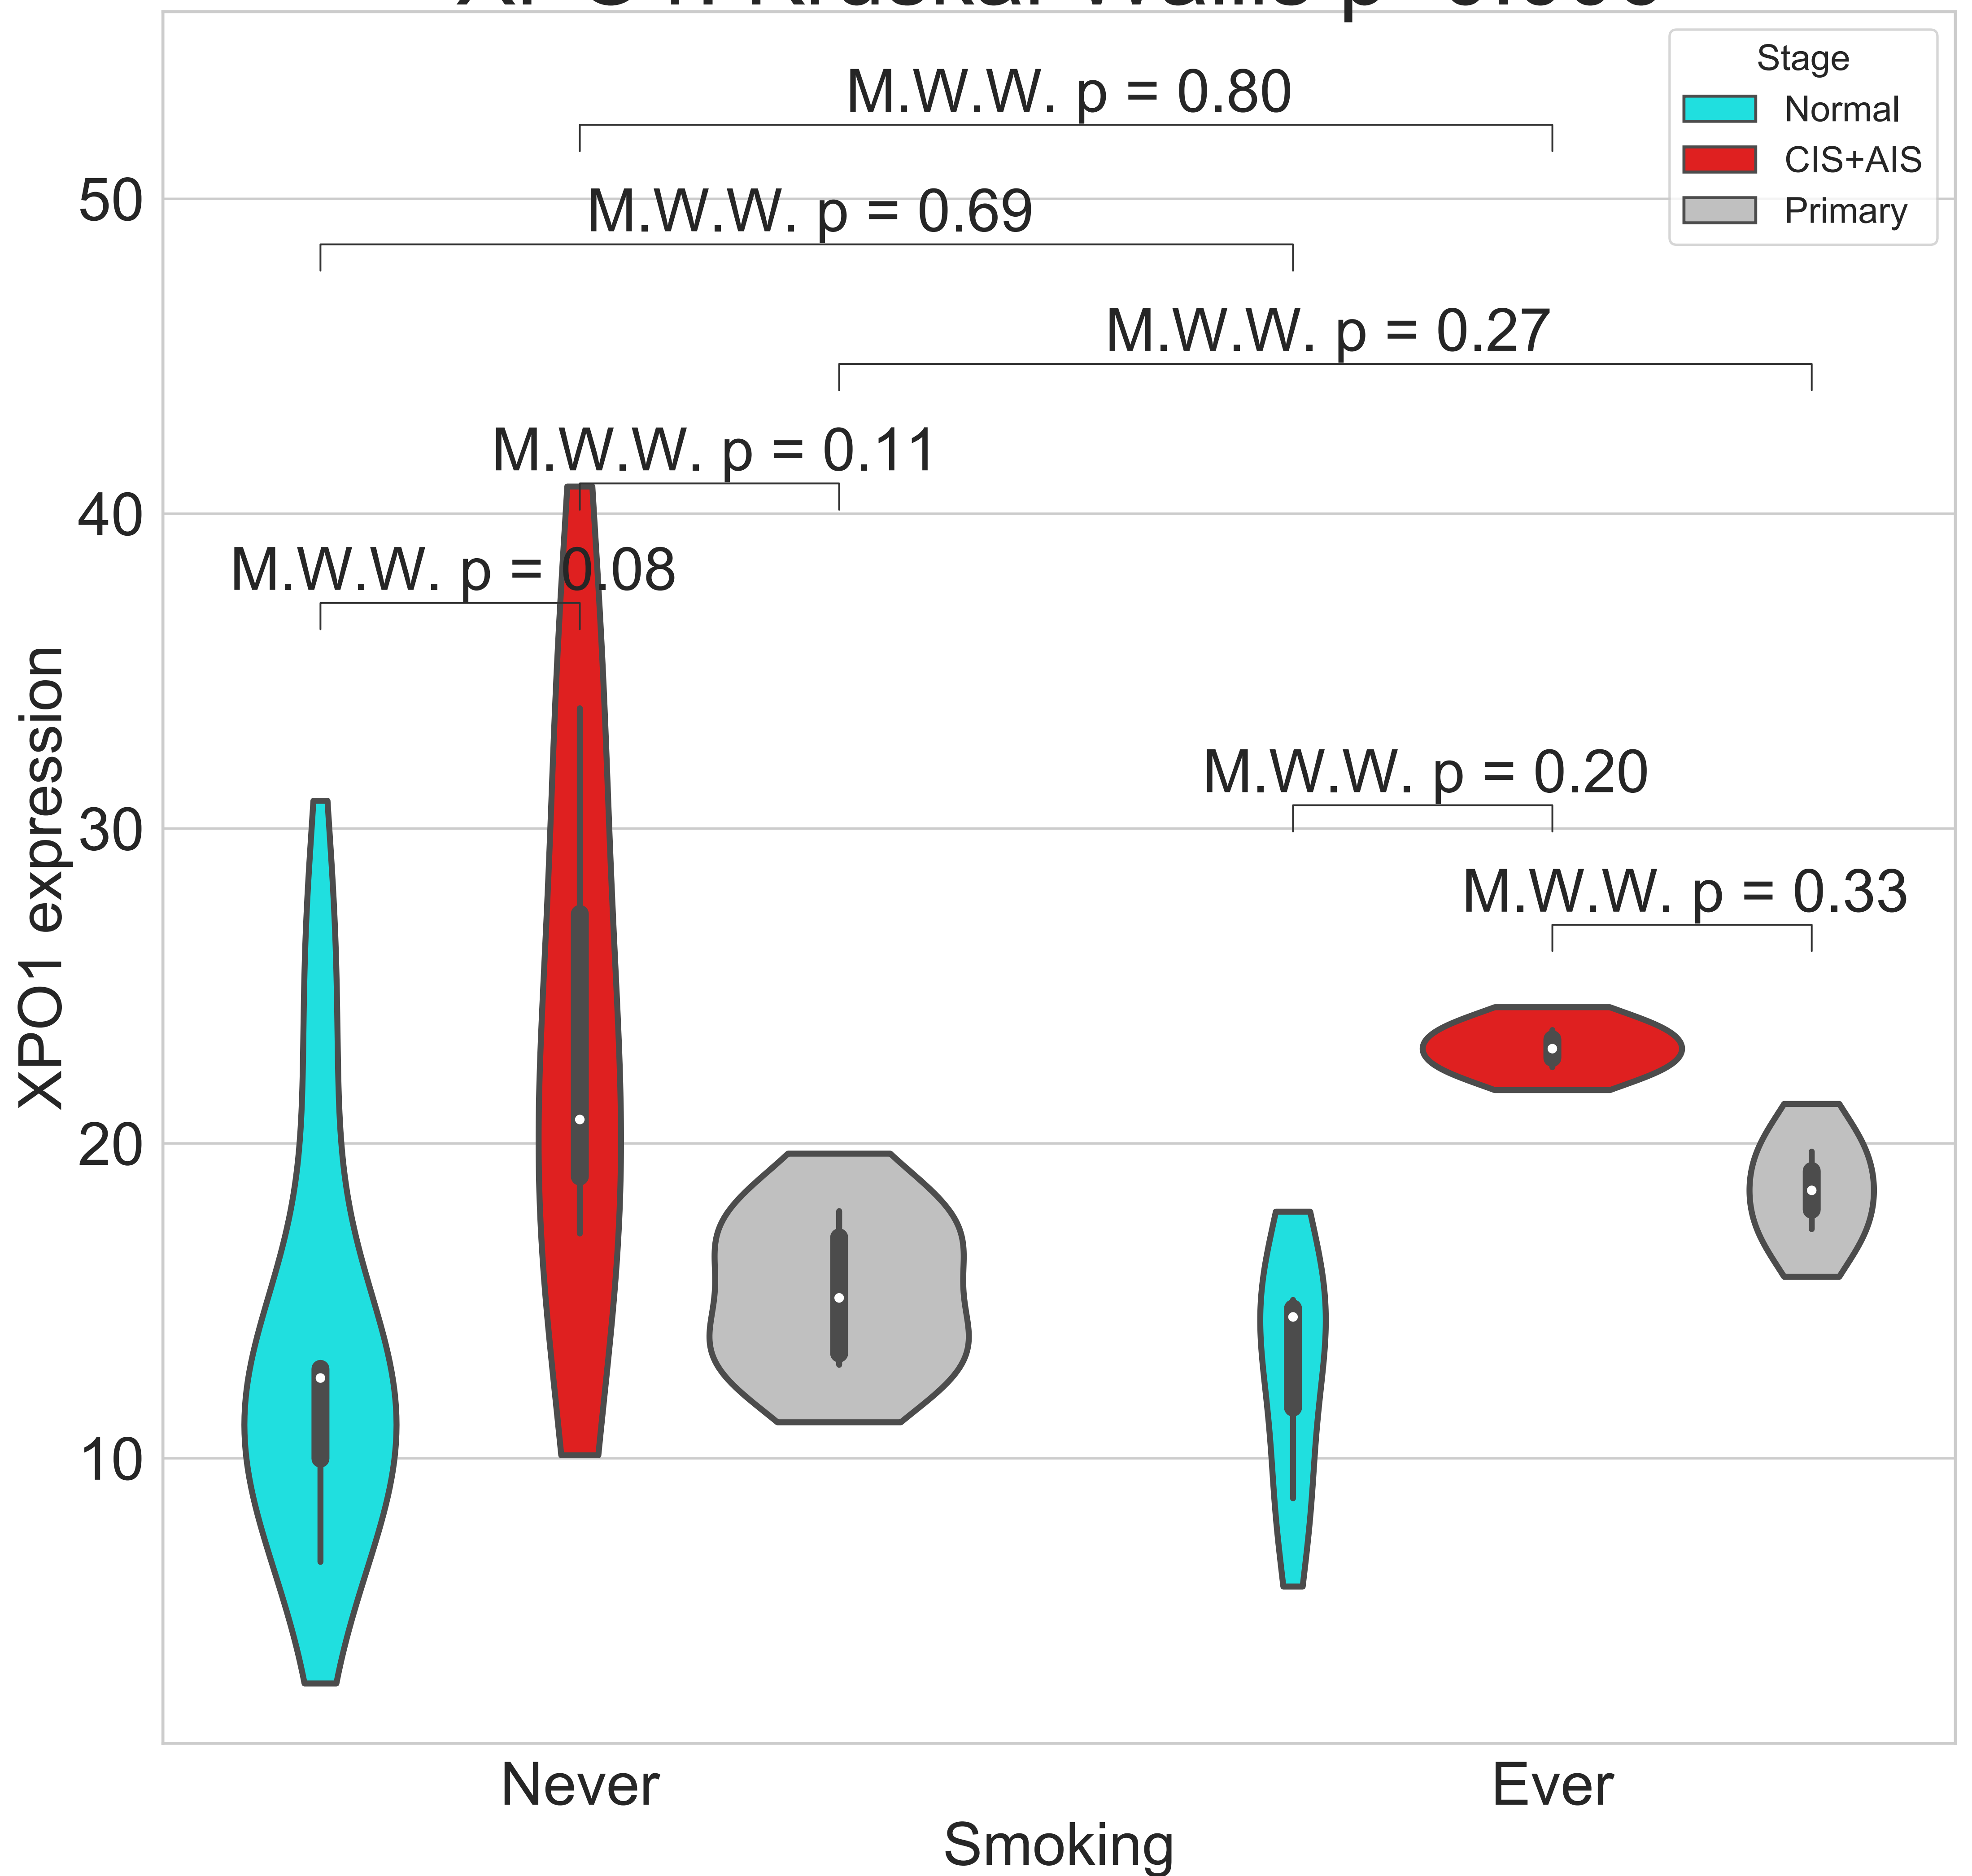 M.W.W. p = 0.80
Stage
Normal
CIS+AIS
Primary
50
M.W.W. p = 0.69
M.W.W. p = 0.27
M.W.W. p = 0.11
40
M.W.W. p = 0.08
XPO1 expression
M.W.W. p = 0.20
30
M.W.W. p = 0.33
20
10
Never
Ever
Smoking